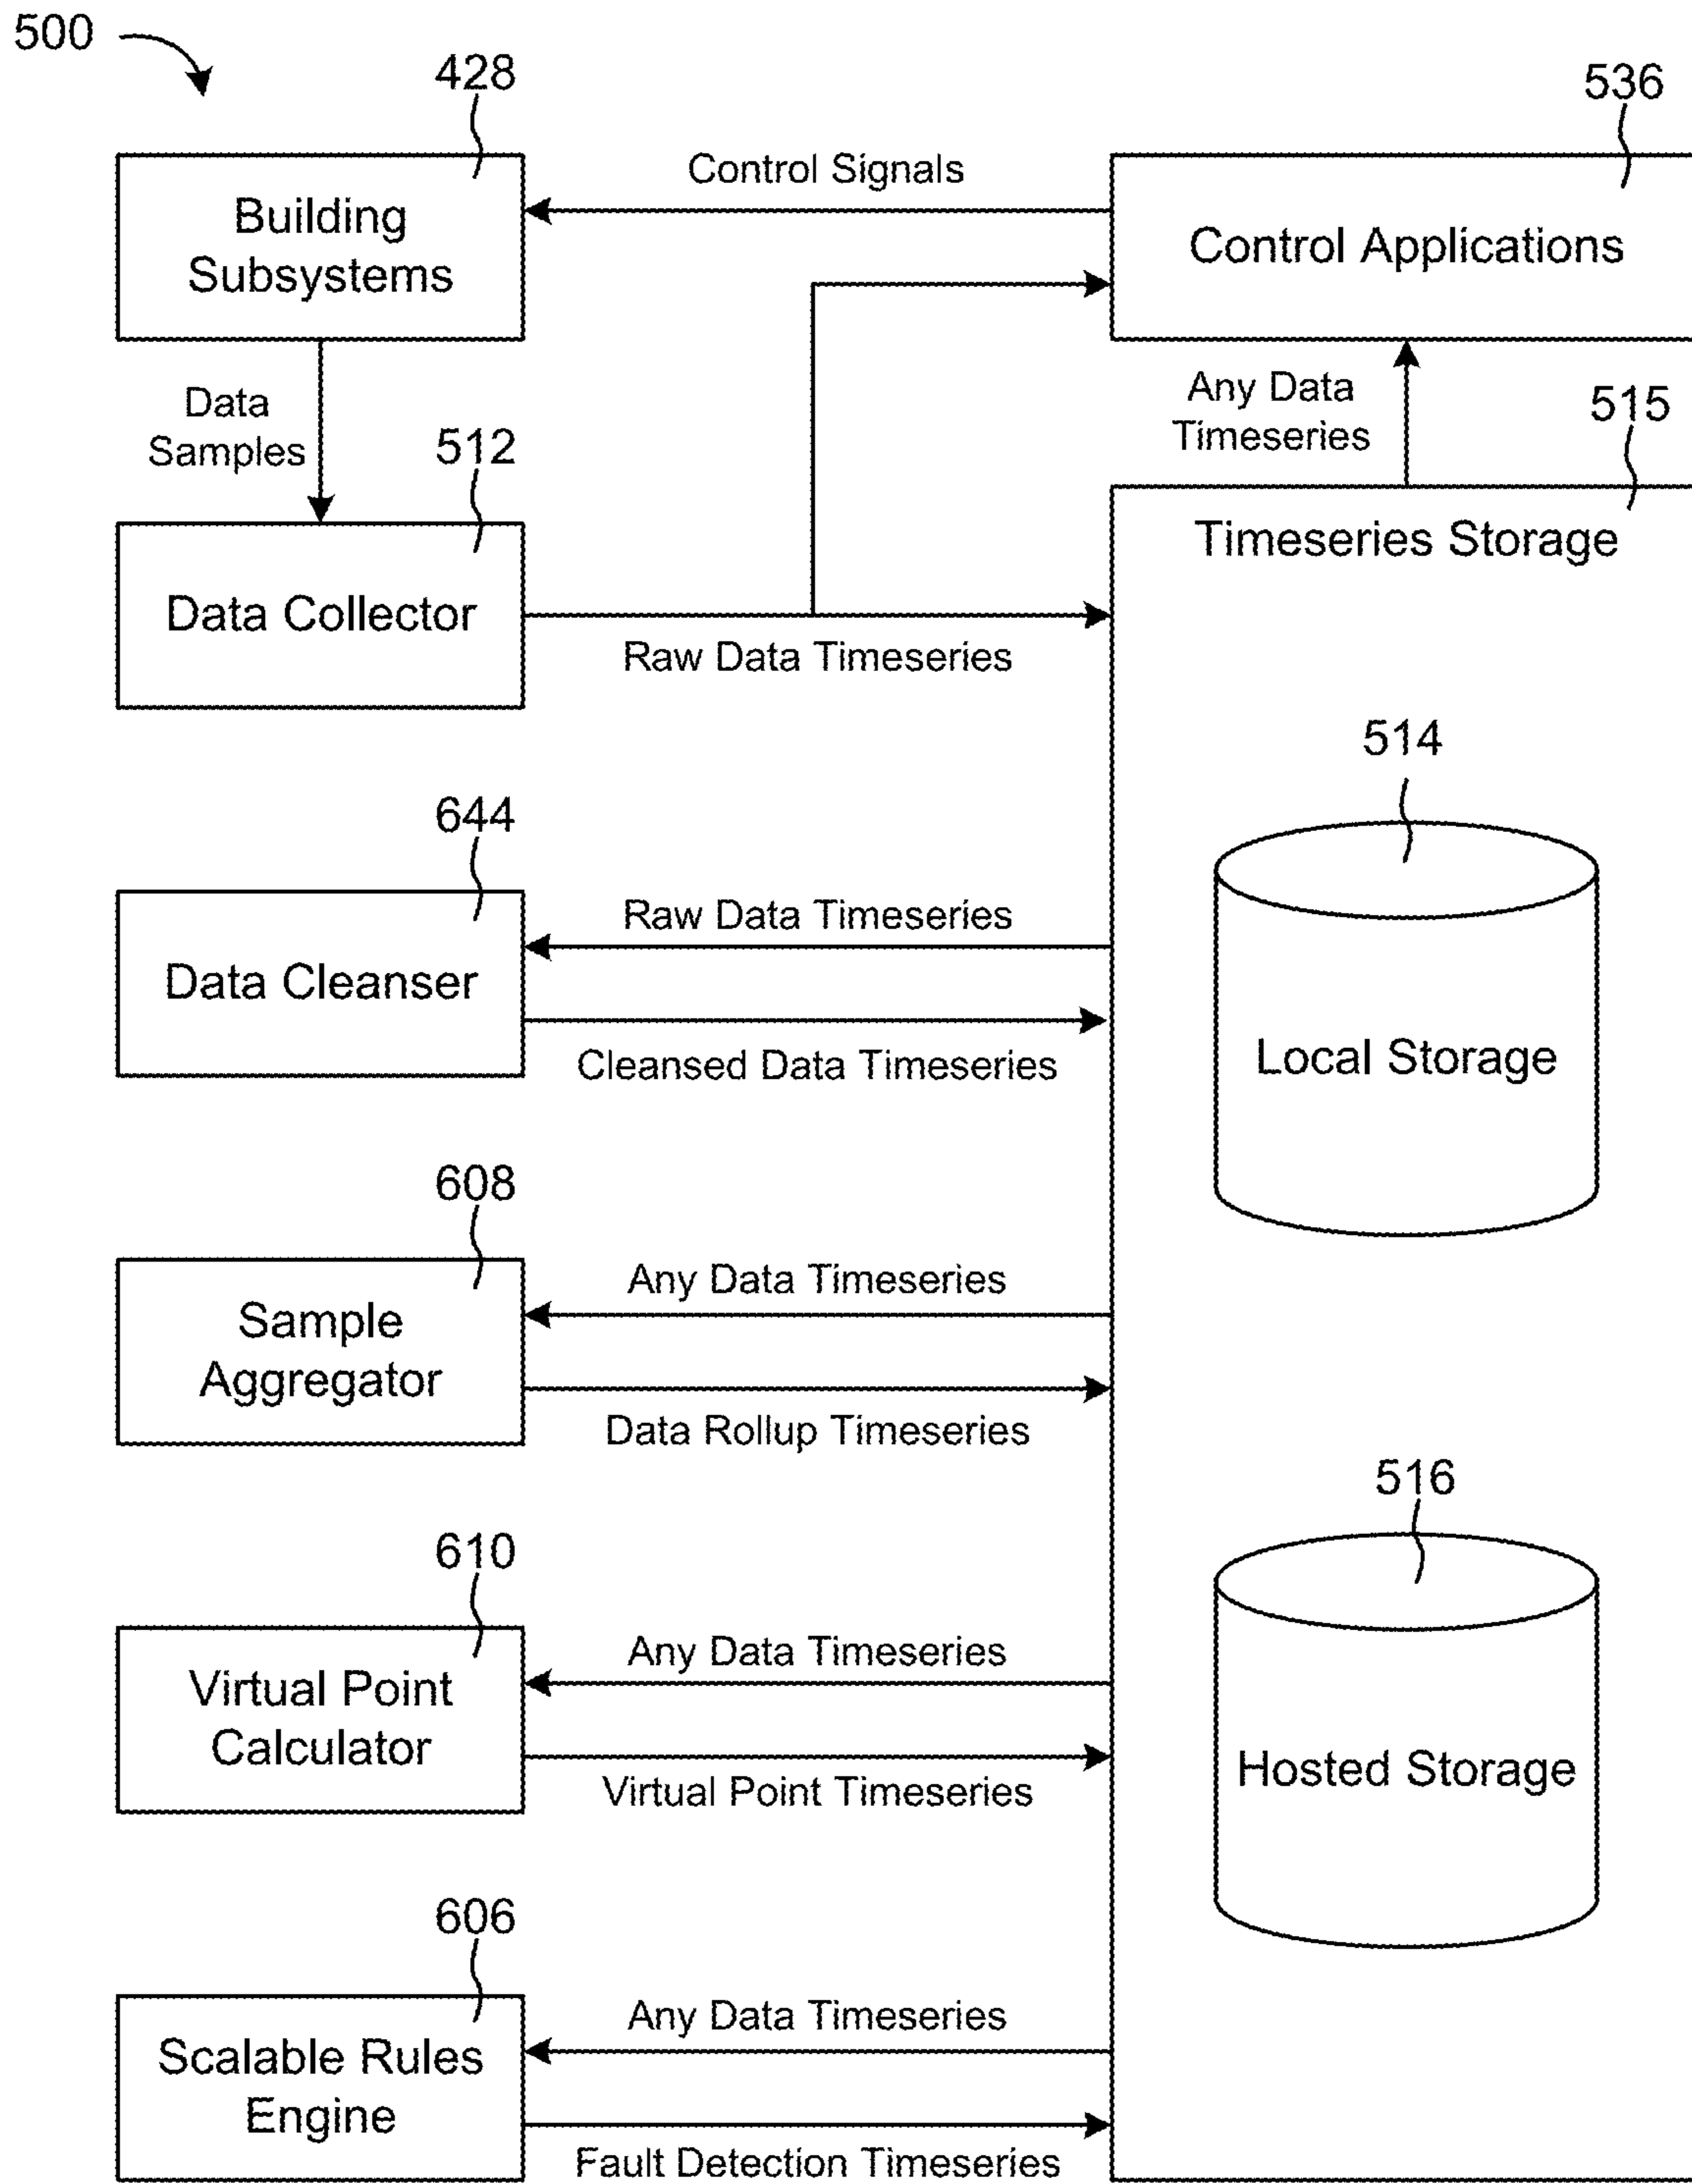 500
428
536
Control Signals
Building
Subsystems
Control Applications
Data
Samples
Any Data
Timeseries
515
512
Timeseries Storage
Data Collector
Raw Data Timeseries
514
644
Raw Data Timeseries
Data Cleanser
Cleansed Data Timeseries
Local Storage
608
Any Data Timeseries
Sample
Aggregator
Data Rollup Timeseries
516
610
Any Data Timeseries
Virtual Point
Calculator
Virtual Point Timeseries
Hosted Storage
606
Any Data Timeseries
Scalable Rules
Engine
Fault Detection Timeseries